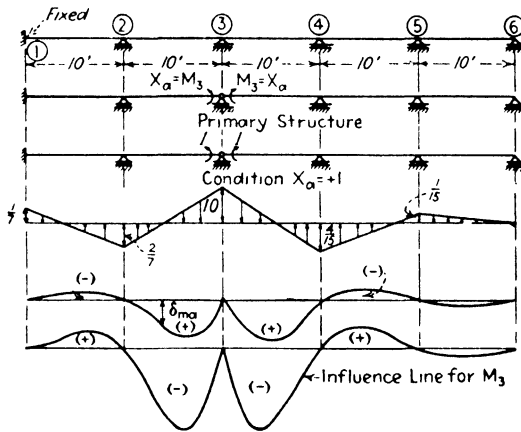 Fixed
1 2 3 4 5 6
10' 10' 10' 10' 10'
Xₐ=M₃ M₃=Xₐ
Primary Structure
1 1
Condition Xₐ=+1
1/7 2/7 10 4/15 1/15
(-) δma (+) (+) (-)
(+) (-) (-) (+)
Influence Line for M₃